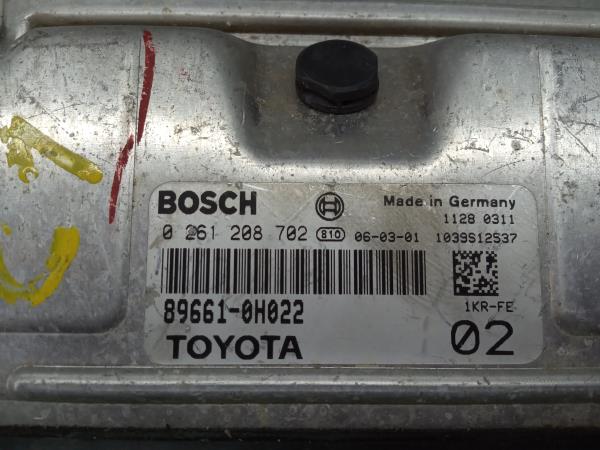 BOSCH Made in Germany
1128 0311
0 261 208 702 810 06-03-01 1039S12537
89661-0H022 1KR-FE
TOYOTA 02